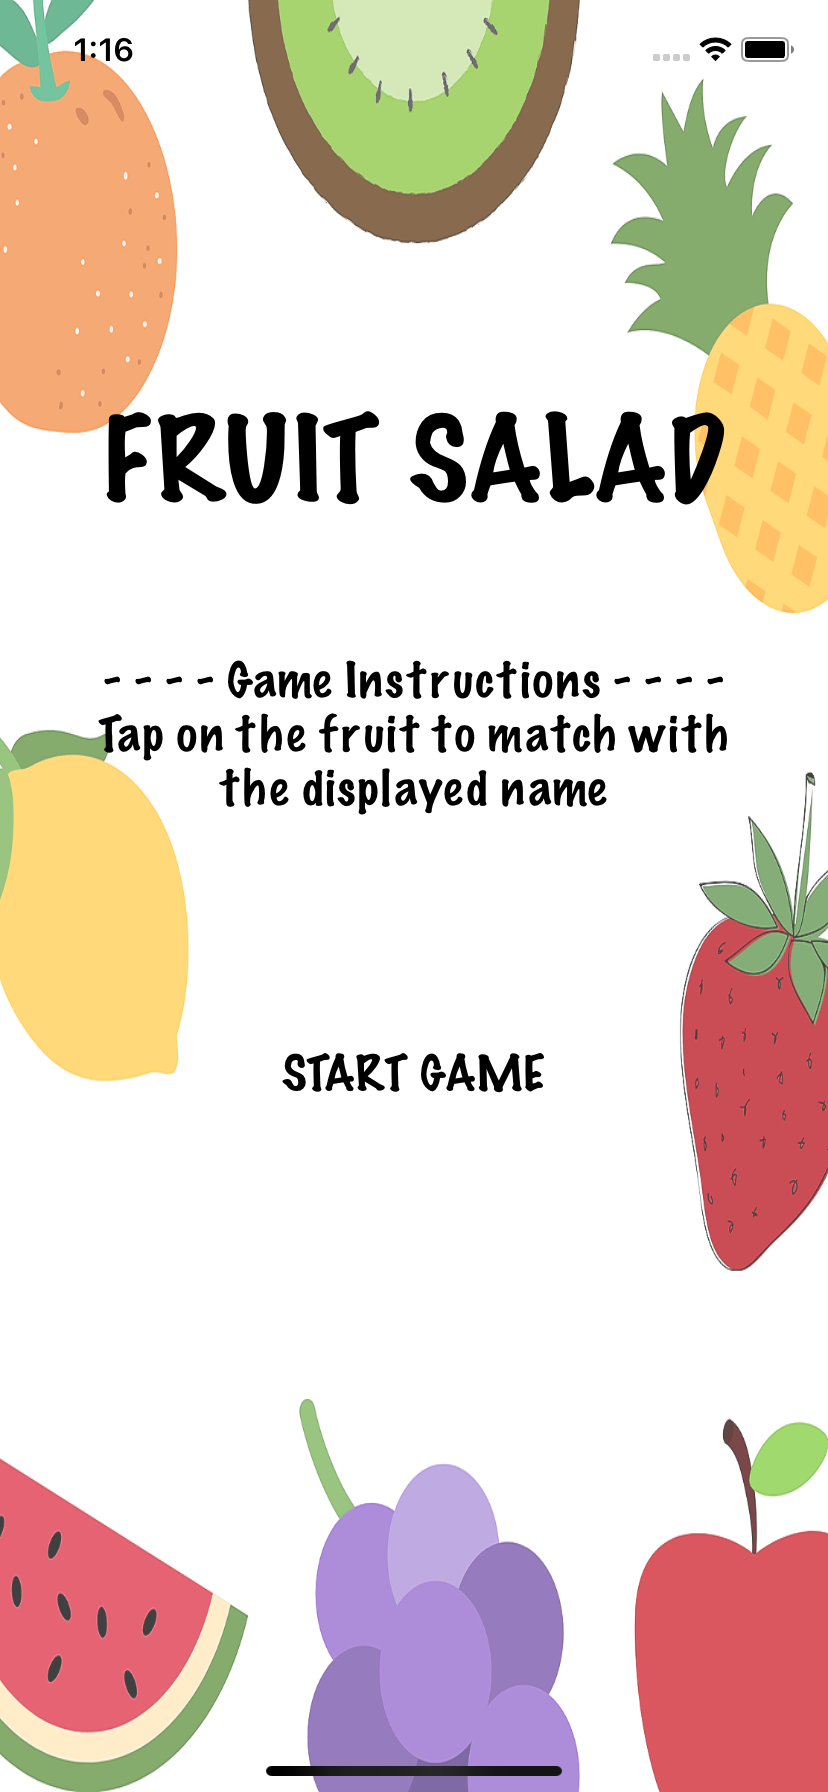 1:16
FRUIT SALAD
- - - - Game Instructions - - - -
Tap on the fruit to match with
the displayed name
START GAME